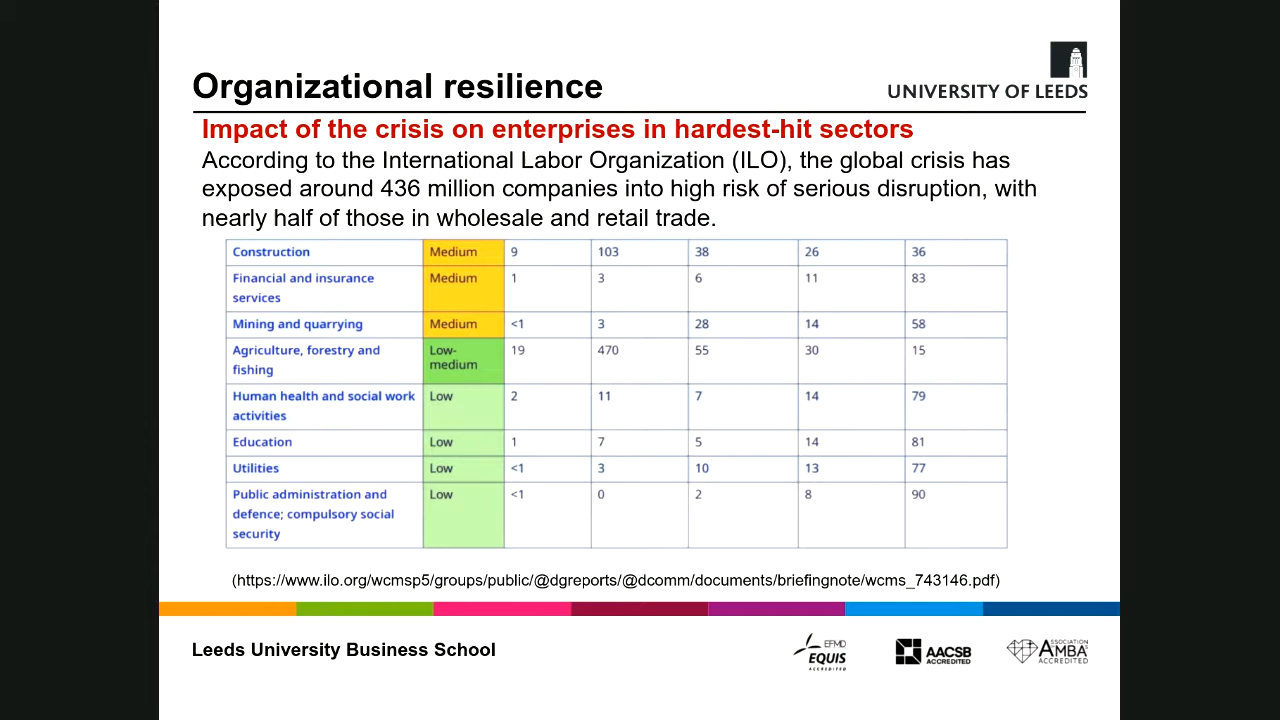 Organizational resilience
UNIVERSITY OF LEEDS
Impact of the crisis on enterprises in hardest-hit sectors
According to the International Labor Organization (ILO), the global crisis has
exposed around 436 million companies into high risk of serious disruption, with
nearly half of those in wholesale and retail trade.
Construction Medium 9 103 38 26 36
Financial and insurance Medium 1 3 6 11 83
services
Mining and quarrying Medium <1 3 28 14 58
Agriculture, forestry and Low- 19 470 55 30 15
fishing medium
Human health and social work Low 2 11 7 14 79
activities
Education Low 1 7 5 14 81
Utilities Low <1 3 10 13 77
Public administration and Low <1 0 2 8 90
defence; compulsory social
security
(https://www.ilo.org/wcmsp5/groups/public/@dgreports/@dcomm/documents/briefingnote/wcms_743146.pdf)
Leeds University Business School
EFMD
EQUIS
ACCREDITED
AACSB
ACCREDITED
ASSOCIATION
AMBA
ACCREDITED